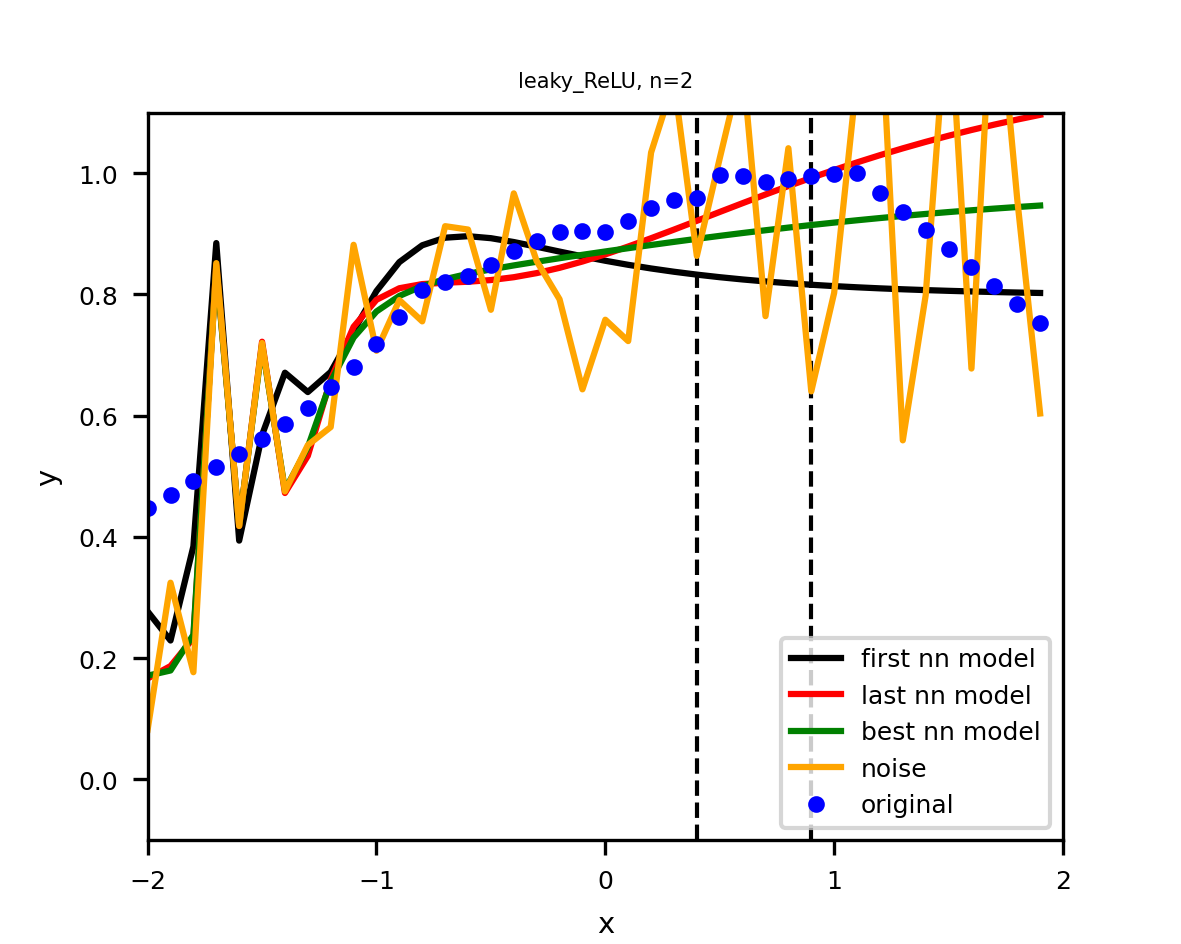 leaky_ReLU, n=2
1.0
0.8
0.6
0.4
0.2
0.0
y
−2
−1
0
1
2
x
first nn model
last nn model
best nn model
noise
original